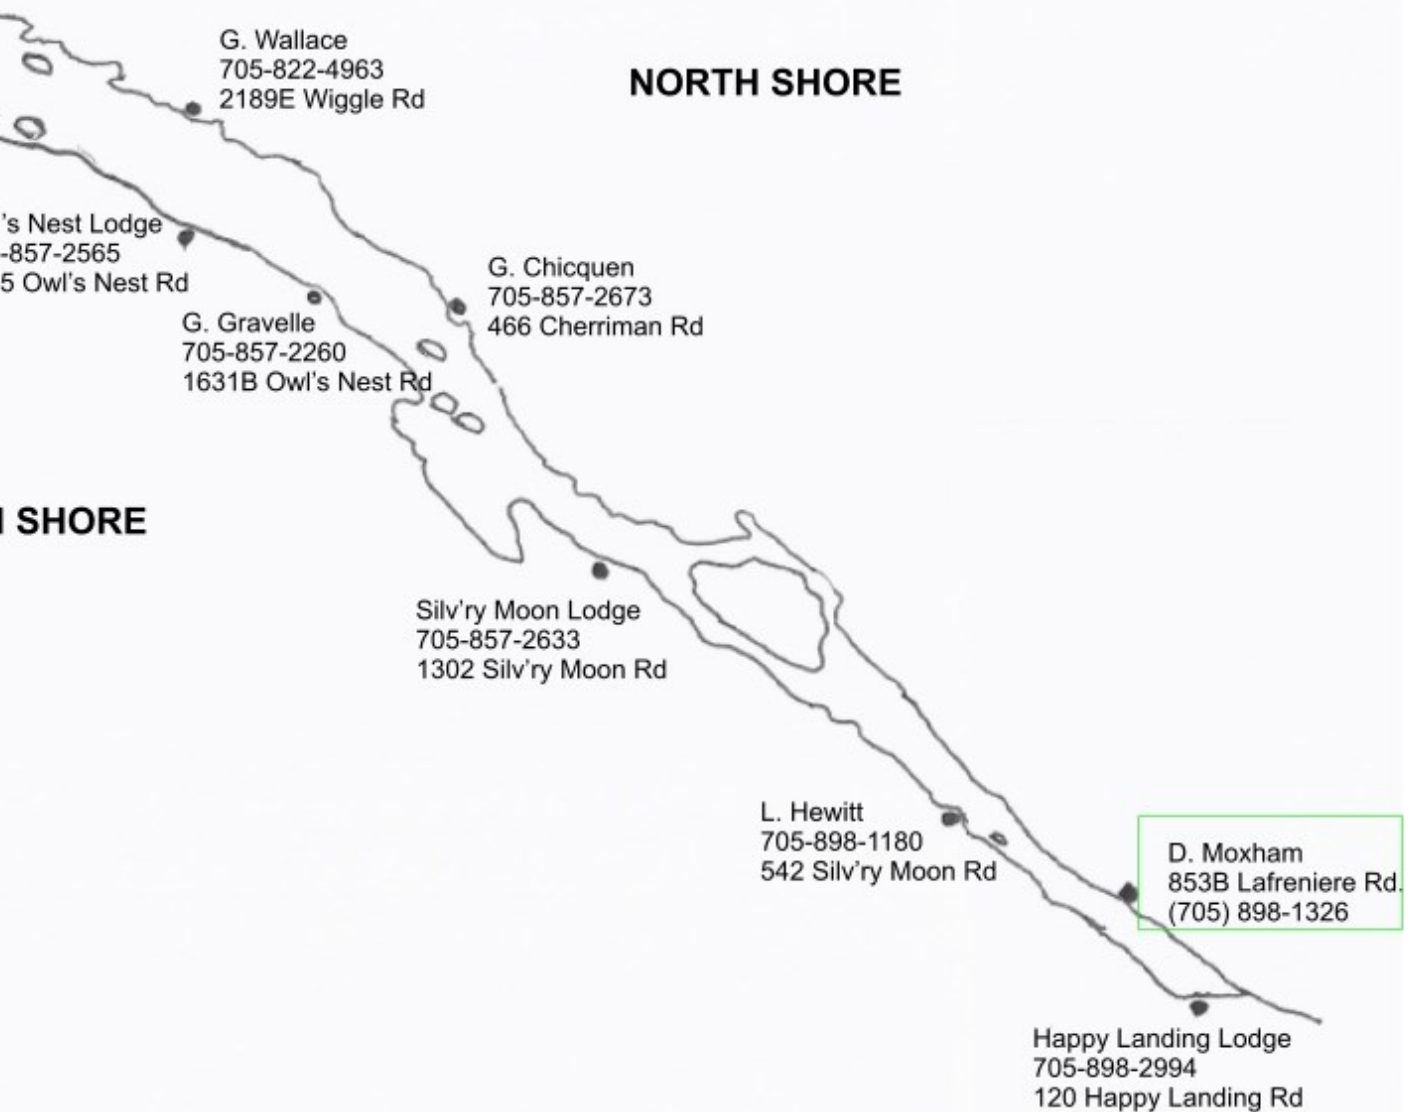 G. Wallace
705-822-4963
2189E Wiggle Rd
NORTH SHORE
's Nest Lodge
-857-2565
5 Owl's Nest Rd
G. Chicquen
705-857-2673
466 Cherriman Rd
G. Gravelle
705-857-2260
1631B Owl's Nest Rd
SHORE
Silv'ry Moon Lodge
705-857-2633
1302 Silv'ry Moon Rd
L. Hewitt
705-898-1180
542 Silv'ry Moon Rd
D. Moxham
853B Lafreniere Rd.
(705) 898-1326
Happy Landing Lodge
705-898-2994
120 Happy Landing Rd